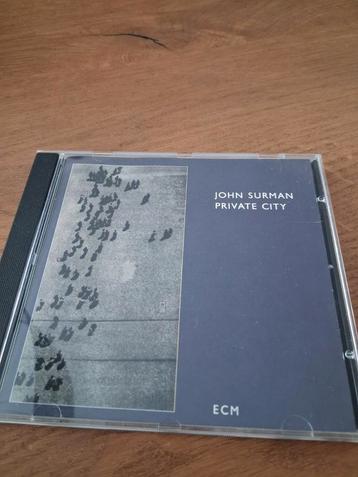 JOHN SURMAN
PRIVATE CITY
ECM